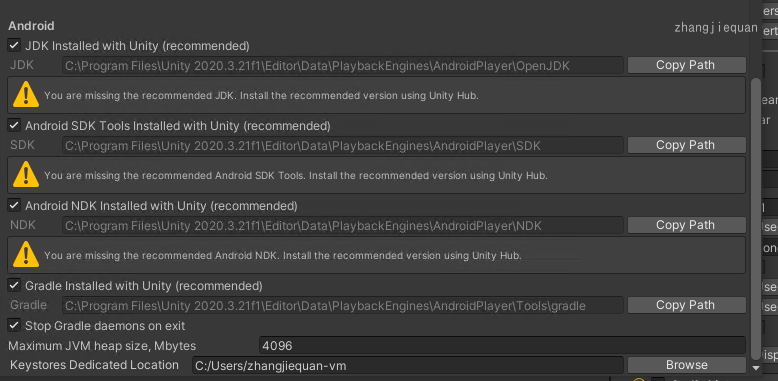 Android
zhangjiequan
JDK Installed with Unity (recommended)
JDK C:\Program Files\Unity 2020.3.21f1\Editor\Data\PlaybackEngines\AndroidPlayer\OpenJDK Copy Path
You are missing the recommended JDK. Install the recommended version using Unity Hub.
Android SDK Tools Installed with Unity (recommended)
SDK C:\Program Files\Unity 2020.3.21f1\Editor\Data\PlaybackEngines\AndroidPlayer\SDK Copy Path
You are missing the recommended Android SDK Tools. Install the recommended version using Unity Hub.
Android NDK Installed with Unity (recommended)
NDK C:\Program Files\Unity 2020.3.21f1\Editor\Data\PlaybackEngines\AndroidPlayer\NDK Copy Path
You are missing the recommended Android NDK. Install the recommended version using Unity Hub.
Gradle Installed with Unity (recommended)
Gradle C:\Program Files\Unity 2020.3.21f1\Editor\Data\PlaybackEngines\AndroidPlayer\Tools\gradle Copy Path
Stop Gradle daemons on exit
Maximum JVM heap size, Mbytes 4096
Keystores Dedicated Location C:/Users/zhangjiequan-vm Browse